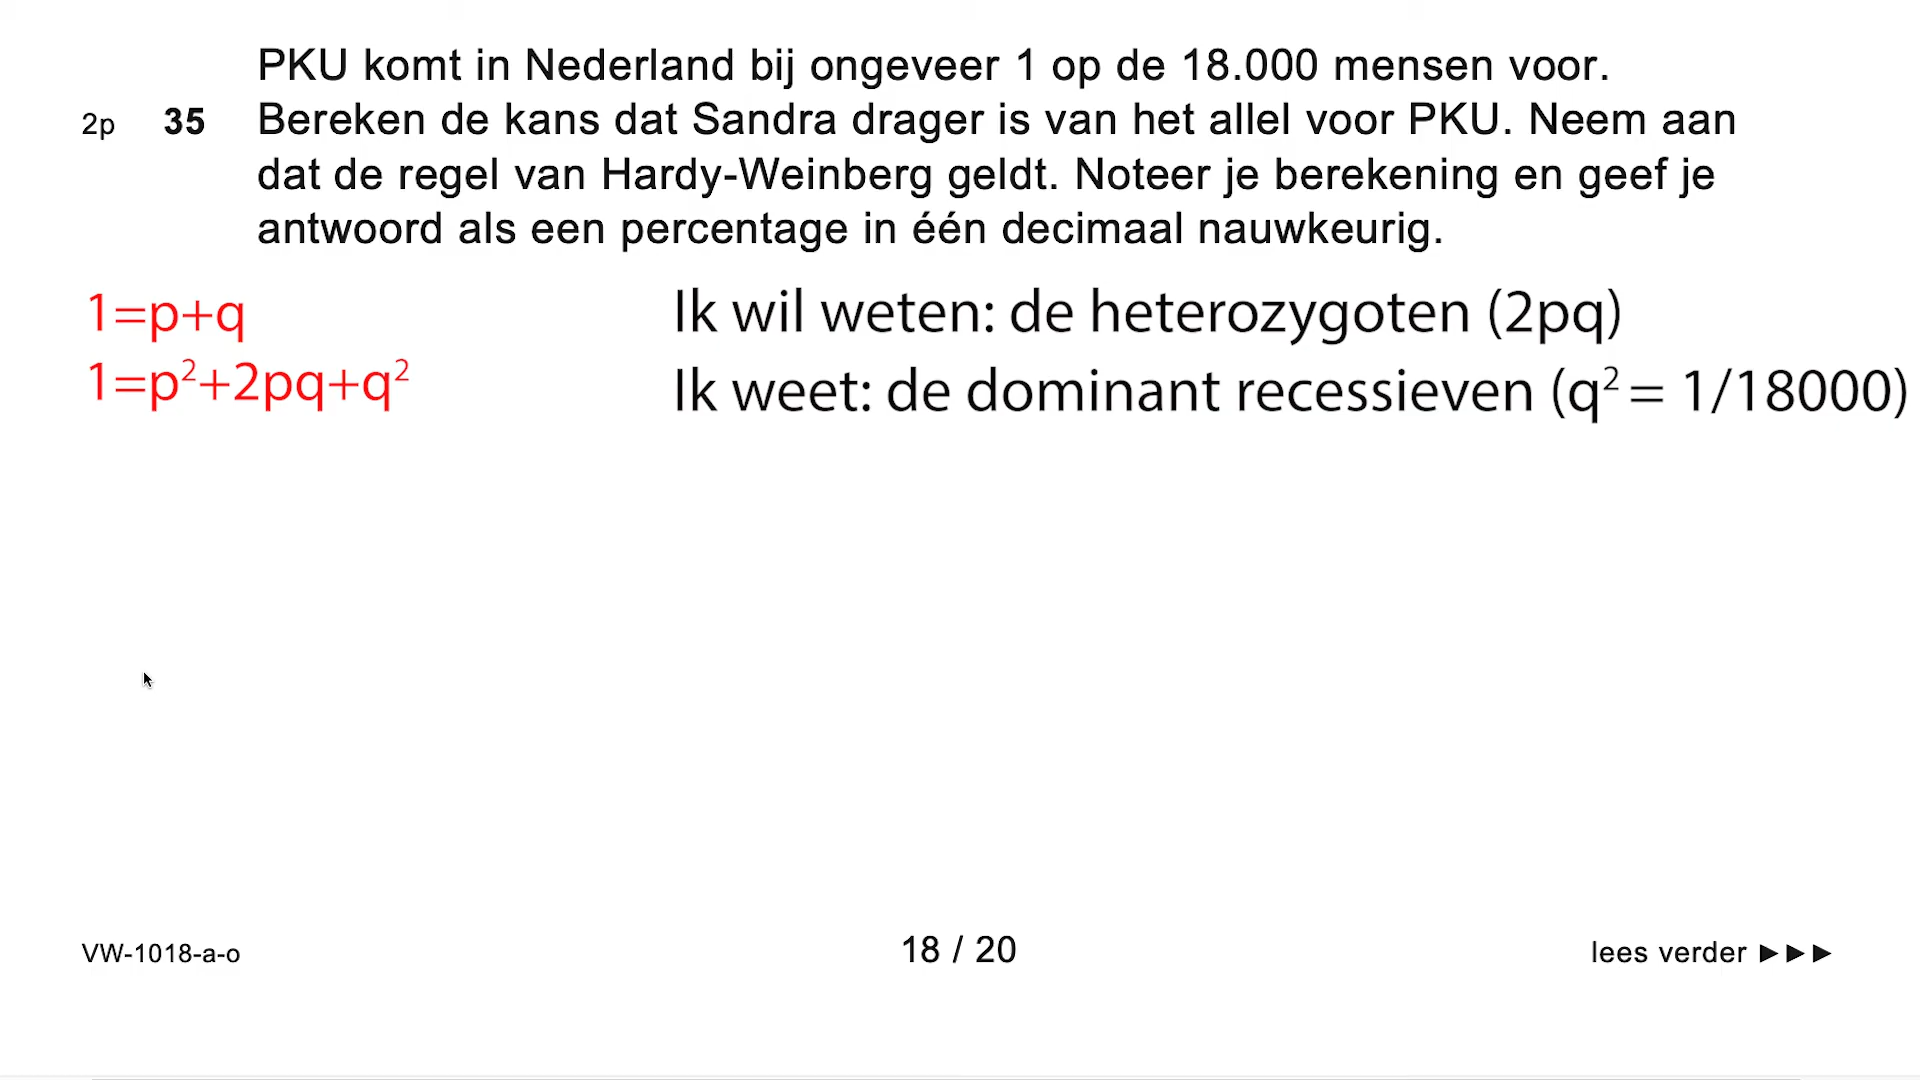 PKU komt in Nederland bij ongeveer 1 op de 18.000 mensen voor.
2p 35 Bereken de kans dat Sandra drager is van het allel voor PKU. Neem aan
dat de regel van Hardy-Weinberg geldt. Noteer je berekening en geef je
antwoord als een percentage in één decimaal nauwkeurig.
1=p+q
1=p²+2pq+q²
Ik wil weten: de heterozygoten (2pq)
Ik weet: de dominant recessieven (q² = 1/18000)
VW-1018-a-o
18 / 20
lees verder ►►►